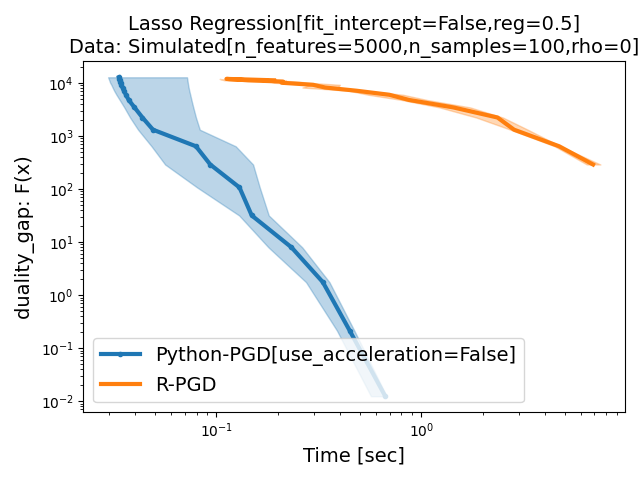 Lasso Regression[fit_intercept=False,reg=0.5]
Data: Simulated[n_features=5000,n_samples=100,rho=0]
duality_gap: F(x)
10⁴
10³
10²
10¹
10⁰
10⁻¹
10⁻²
Python-PGD[use_acceleration=False]
R-PGD
10⁻¹ 10⁰
Time [sec]